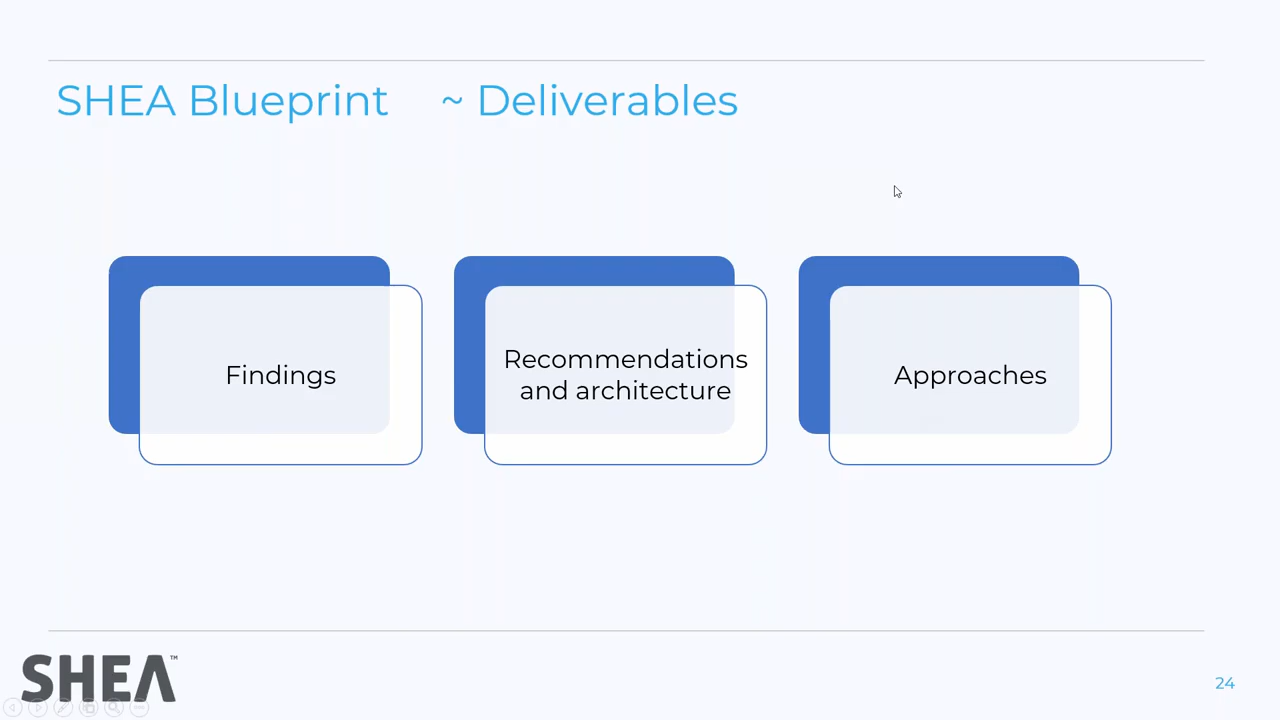 SHEA Blueprint ~ Deliverables
Findings
Recommendations
and architecture
Approaches
SHEA™
24